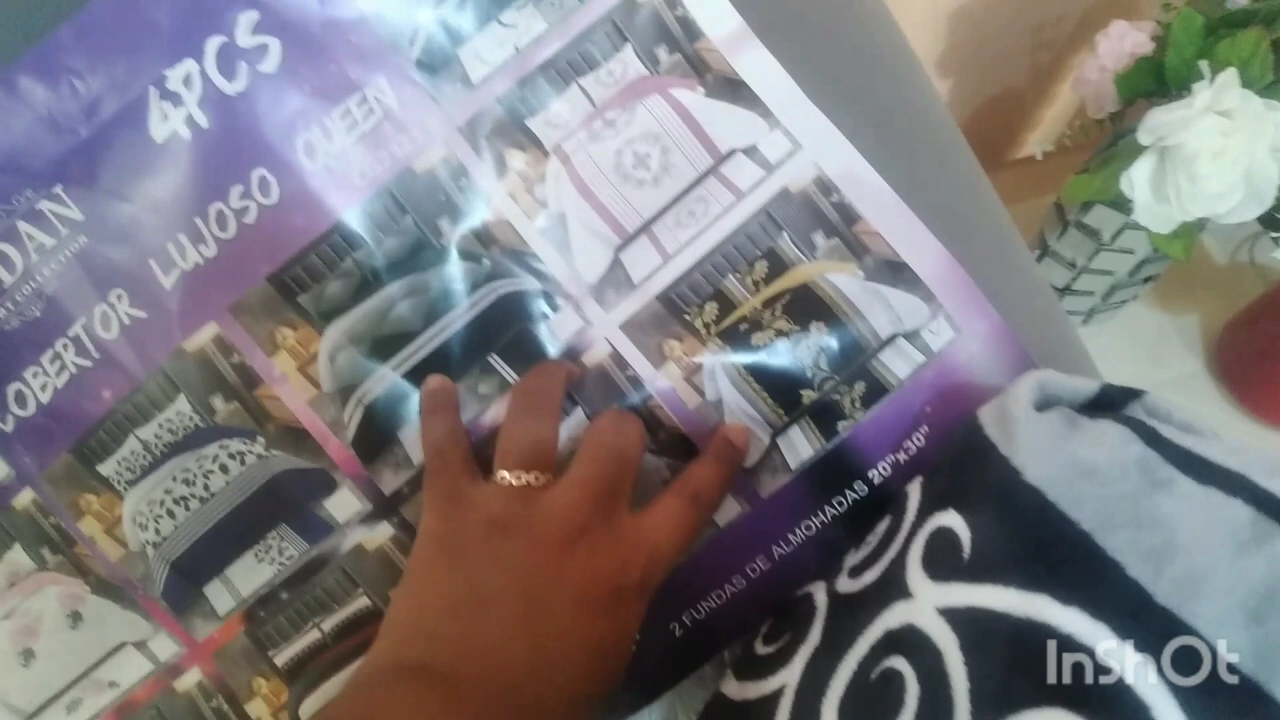 4PCS
DAN
COBERTOR LUJOSO QUEEN
2 FUNDAS DE ALMOHADAS 20"x30"
InShOt